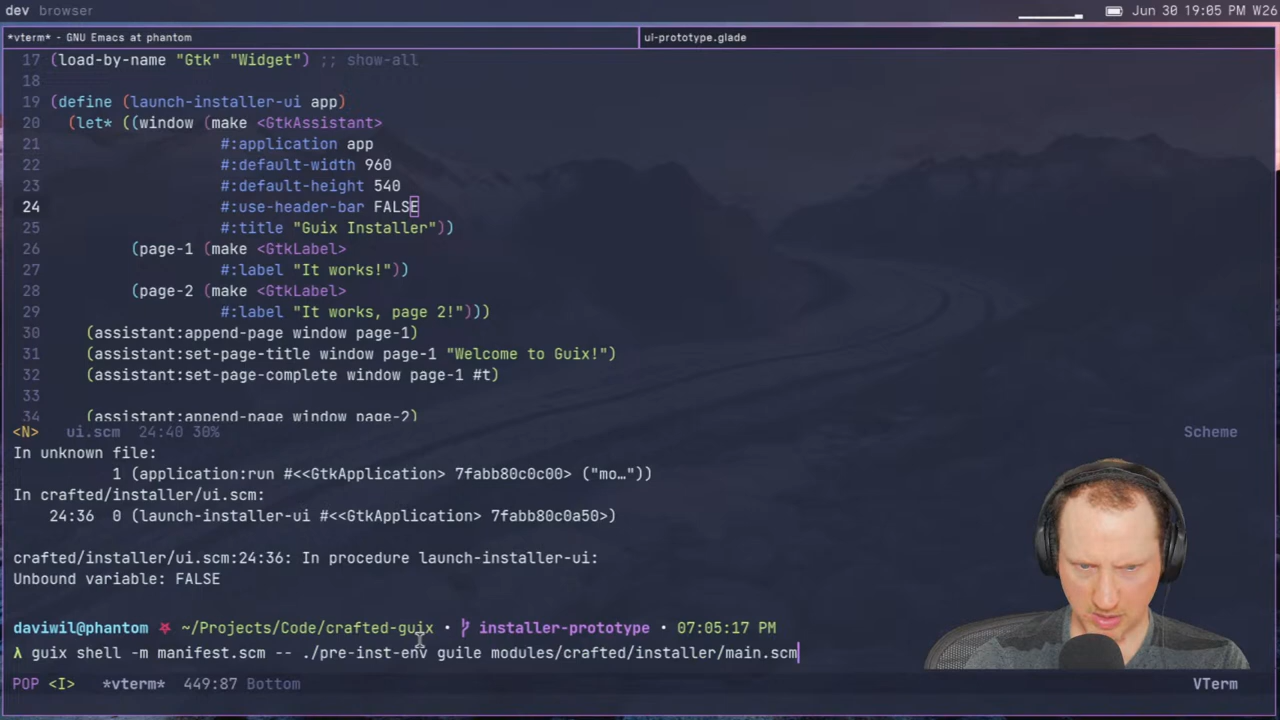 dev browser
Jun 30 19:05 W26
*vterm* - GNU Emacs at phantom
ui-prototype.glade
17 (load-by-name "Gtk" "Widget") ;; show-all
18
19 (define (launch-installer-ui app)
20 (let* ((window (make <GtkAssistant>
21 #:application app
22 #:default-width 960
23 #:default-height 540
24 #:use-header-bar FALSE
25 #:title "Guix Installer"))
26 (page-1 (make <GtkLabel>
27 #:label "It works!"))
28 (page-2 (make <GtkLabel>
29 #:label "It works, page 2!")))
30 (assistant:append-page window page-1)
31 (assistant:set-page-title window page-1 "Welcome to Guix!")
32 (assistant:set-page-complete window page-1 #t)
33
34 (assistant:append-page window page-2)
<N> ui.scm 24:40 30% Scheme
In unknown file:
1 (application:run #<<GtkApplication> 7fabb80c0c00> ("mo…"))
In crafted/installer/ui.scm:
24:36 0 (launch-installer-ui #<<GtkApplication> 7fabb80c0a50>)
crafted/installer/ui.scm:24:36: In procedure launch-installer-ui:
Unbound variable: FALSE
daviwil@phantom ~/Projects/Code/crafted-guix • installer-prototype • 07:05:17 PM
λ guix shell -m manifest.scm -- ./pre-inst-env guile modules/crafted/installer/main.scm
POP <I> *vterm* 449:87 Bottom VTerm